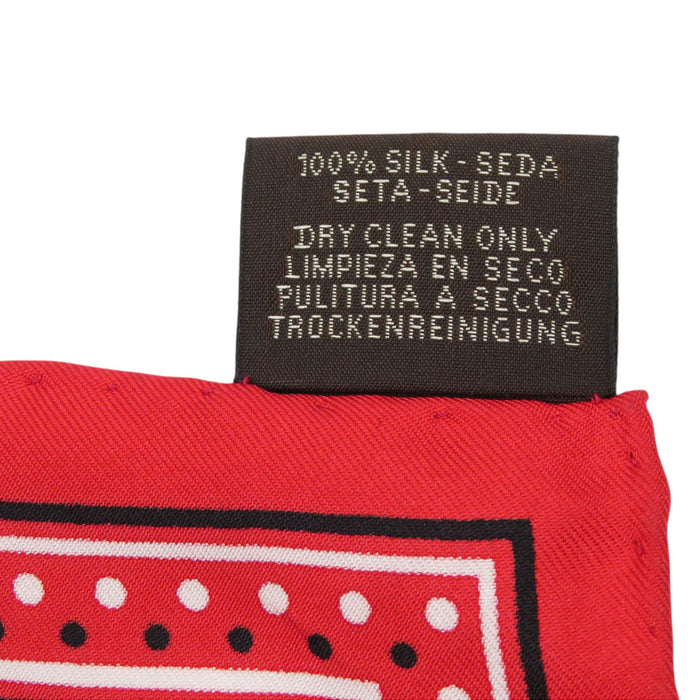 100% SILK - SEDA
SETA - SEIDE
DRY CLEAN ONLY
LIMPIEZA EN SECO
PULITURA A SECCO
TROCKENREINIGUNG